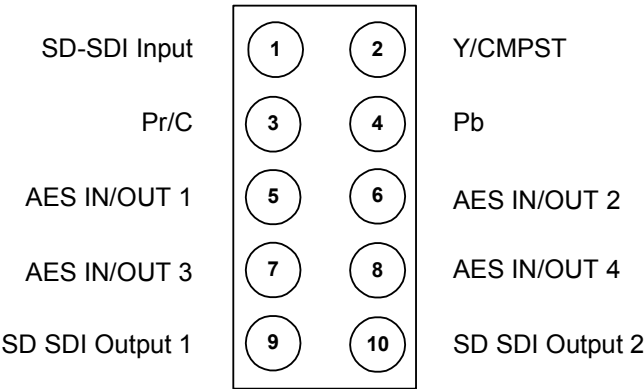 SD-SDI Input 1 2 Y/CMPST
Pr/C 3 4 Pb
AES IN/OUT 1 5 6 AES IN/OUT 2
AES IN/OUT 3 7 8 AES IN/OUT 4
SD SDI Output 1 9 10 SD SDI Output 2